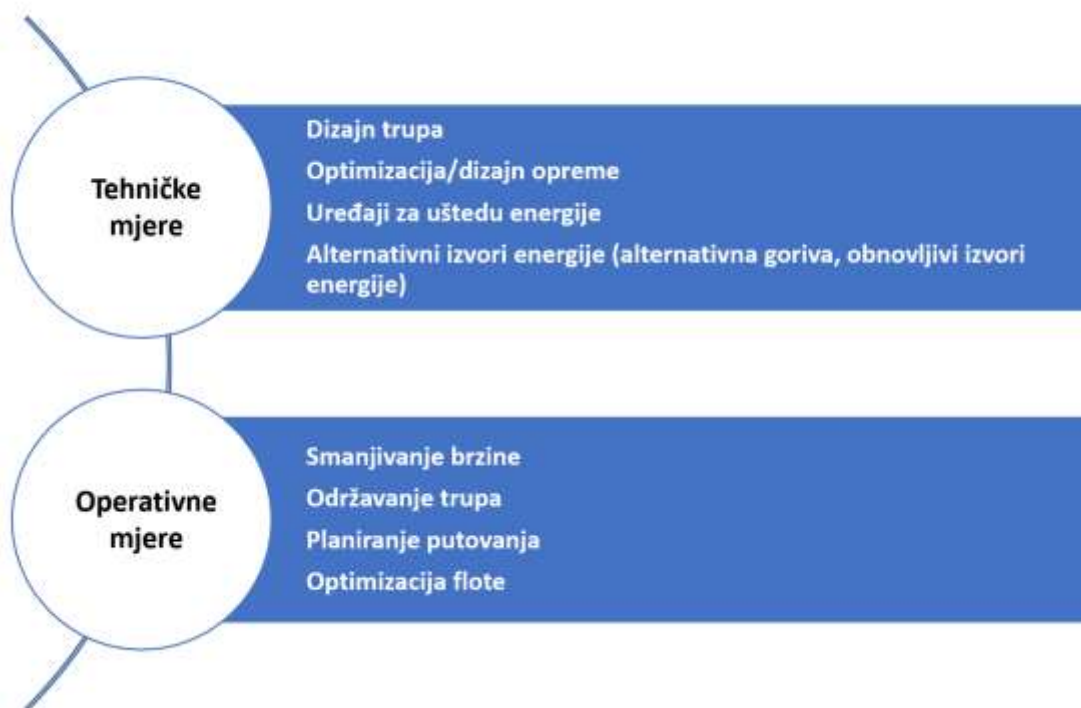 Tehničke
mjere
Dizajn trupa
Optimizacija/dizajn opreme
Uređaji za uštedu energije
Alternativni izvori energije (alternativna goriva, obnovljivi izvori
energije)
Operativne
mjere
Smanjivanje brzine
Održavanje trupa
Planiranje putovanja
Optimizacija flote